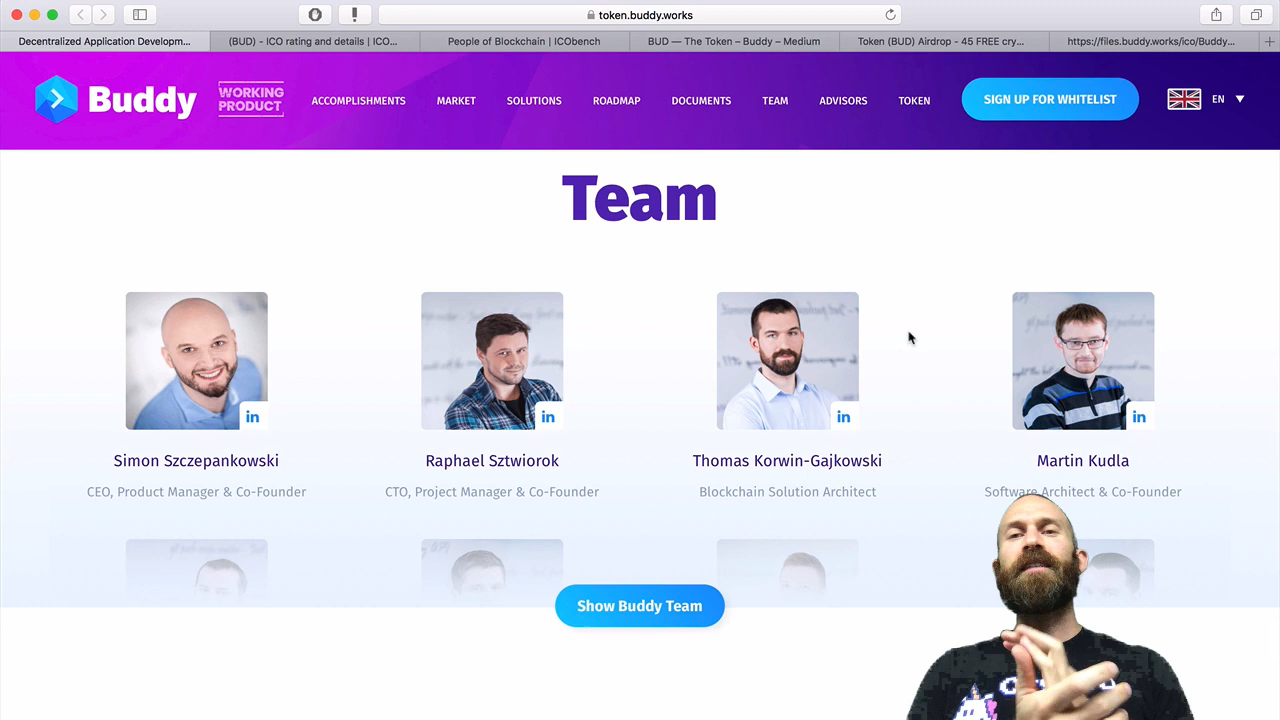 token.buddy.works
Decentralized Application Developm...
(BUD) - ICO rating and details | ICO...
People of Blockchain | ICObench
BUD — The Token – Buddy – Medium
Token (BUD) Airdrop - 45 FREE cry...
https://files.buddy.works/ico/Buddy...
Buddy
WORKING
PRODUCT
ACCOMPLISHMENTS
MARKET
SOLUTIONS
ROADMAP
DOCUMENTS
TEAM
ADVISORS
TOKEN
SIGN UP FOR WHITELIST
EN
Team
in
in
in
in
Simon Szczepankowski
Raphael Sztwiorok
Thomas Korwin-Gajkowski
Martin Kudla
CEO, Product Manager & Co-Founder
CTO, Project Manager & Co-Founder
Blockchain Solution Architect
Software Architect & Co-Founder
Show Buddy Team